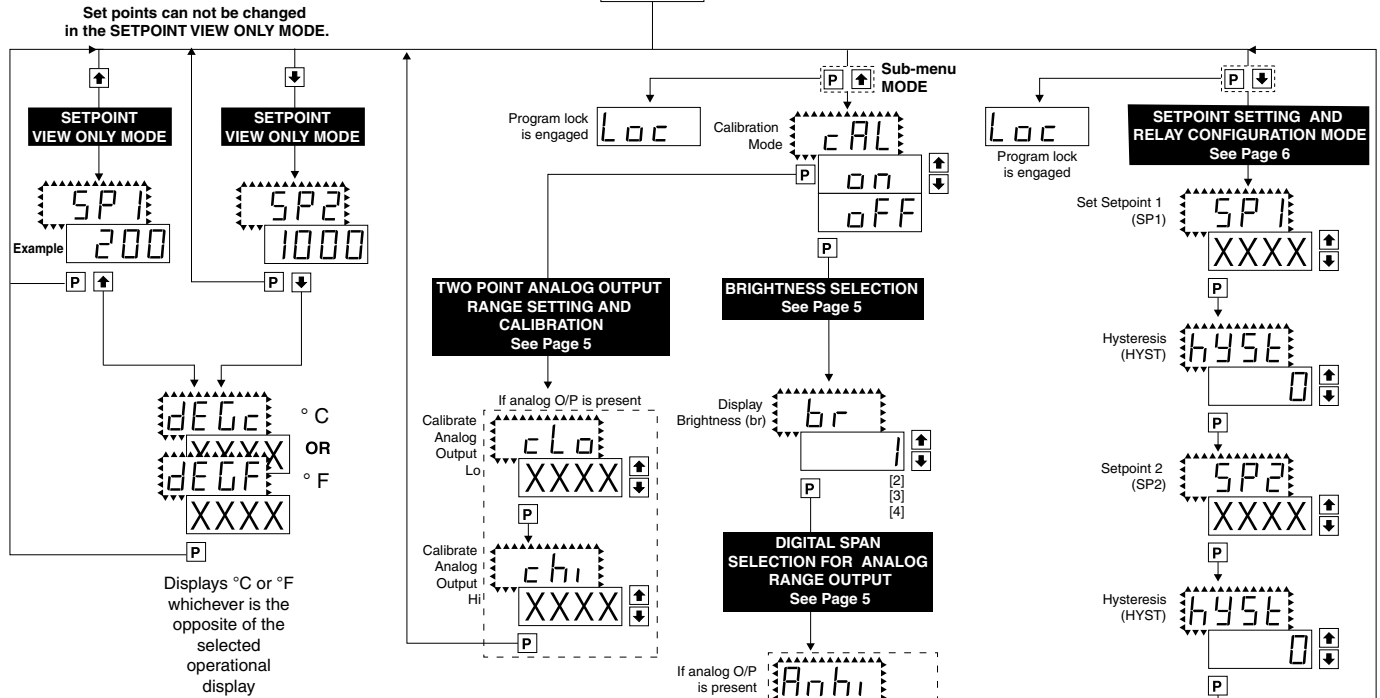 Set points can not be changed
in the SETPOINT VIEW ONLY MODE.
SETPOINT
VIEW ONLY MODE
SP1
Example
200
P
SETPOINT
VIEW ONLY MODE
SP2
1000
P
dEGc
° C
XXXX
OR
dEGF
° F
XXXX
P
Displays °C or °F
whichever is the
opposite of the
selected
operational
display
P
Sub-menu
MODE
Program lock
is engaged
Loc
Calibration
Mode
cAL
P
on
oFF
P
TWO POINT ANALOG OUTPUT
RANGE SETTING AND
CALIBRATION
See Page 5
If analog O/P is present
Calibrate
Analog
Output
Lo
cLo
XXXX
P
Calibrate
Analog
Output
Hi
chi
XXXX
P
BRIGHTNESS SELECTION
See Page 5
Display
Brightness (br)
br
1
[2]
[3]
[4]
P
DIGITAL SPAN
SELECTION FOR ANALOG
RANGE OUTPUT
See Page 5
If analog O/P
is present
Anhi
P
Loc
Program lock
is engaged
SETPOINT SETTING AND
RELAY CONFIGURATION MODE
See Page 6
Set Setpoint 1
(SP1)
SP1
XXXX
P
Hysteresis
(HYST)
hYSt
0
P
Setpoint 2
(SP2)
SP2
XXXX
P
Hysteresis
(HYST)
hYSt
0
P